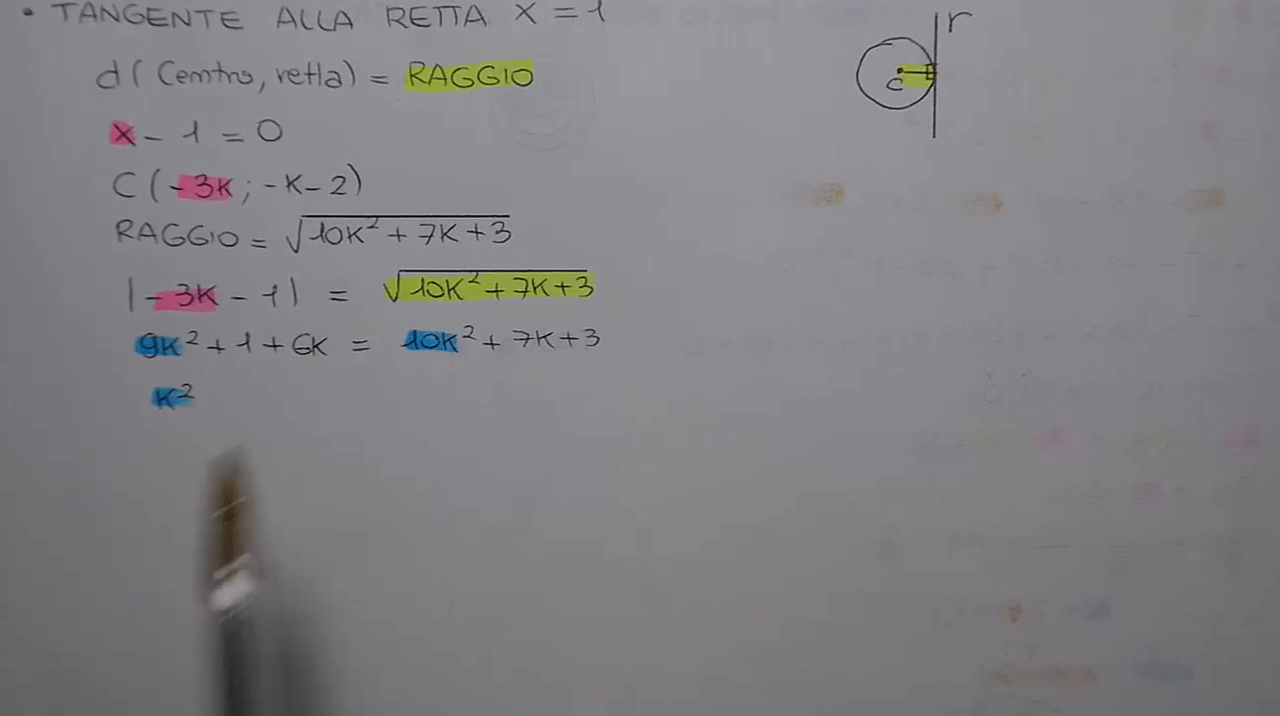 • TANGENTE ALLA RETTA X = 1
r
d (Centro, retta) = RAGGIO
c
x - 1 = 0
C (-3K ; -K-2)
RAGGIO = √10K² + 7K + 3
|-3K - 1| = √10K² + 7K + 3
9K² + 1 + 6K = 10K² + 7K + 3
K²